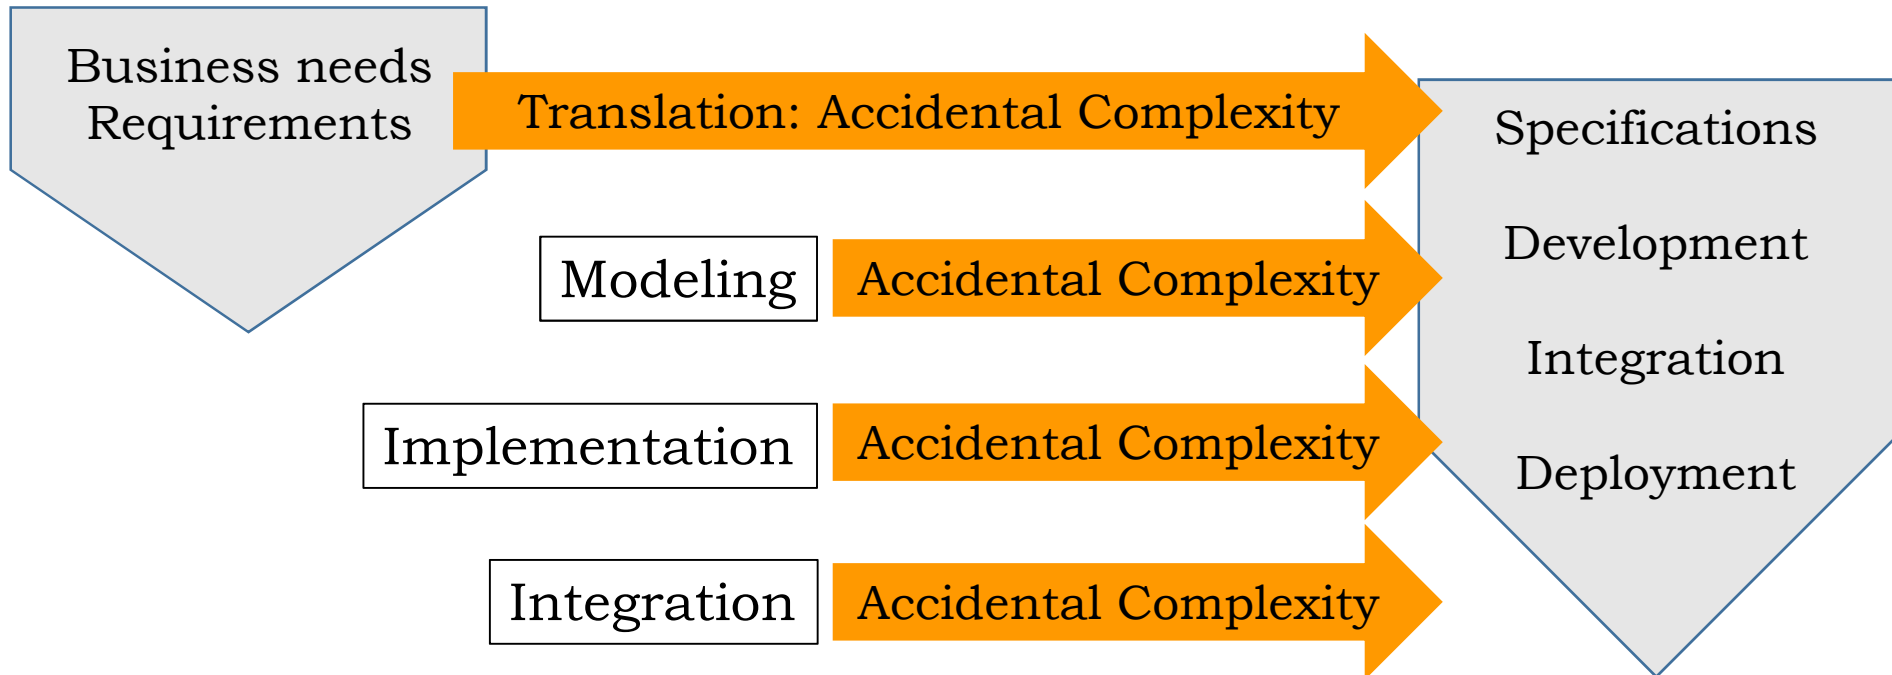 Business needs
Requirements
Translation: Accidental Complexity
Specifications
Development
Integration
Deployment
Modeling
Accidental Complexity
Implementation
Accidental Complexity
Integration
Accidental Complexity